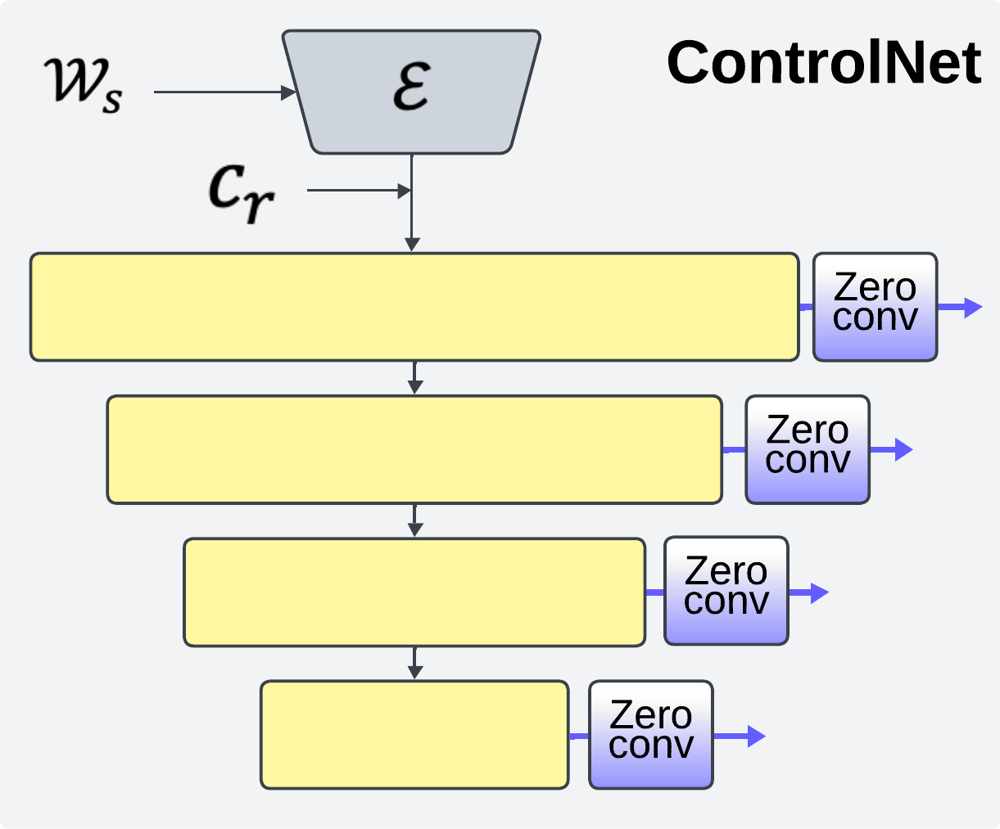 ControlNet
𝒲ₛ
ℰ
cᵣ
Zero
conv
Zero
conv
Zero
conv
Zero
conv